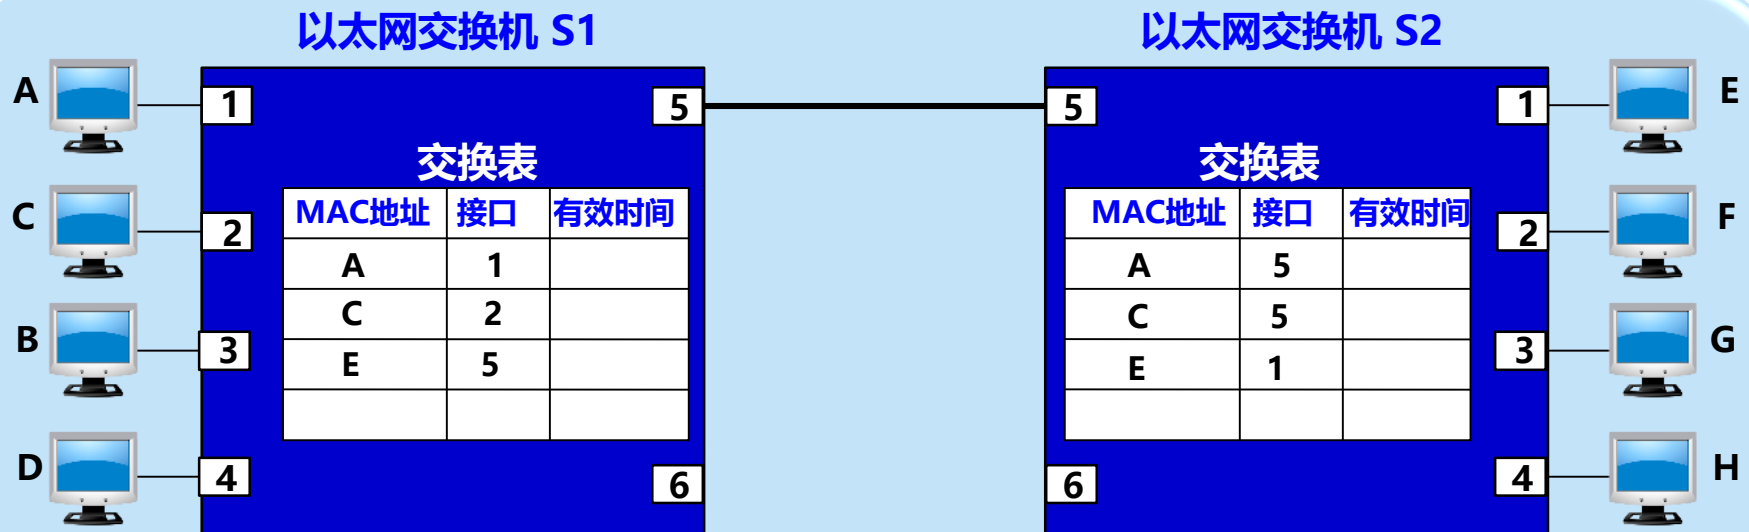 以太网交换机 S1
以太网交换机 S2
A
1
5
5
1
E
交换表
交换表
MAC地址 接口 有效时间
MAC地址 接口 有效时间
C
2
2
F
A 1
A 5
C 2
C 5
B
3
3
G
E 5
E 1
D
4
6
6
4
H